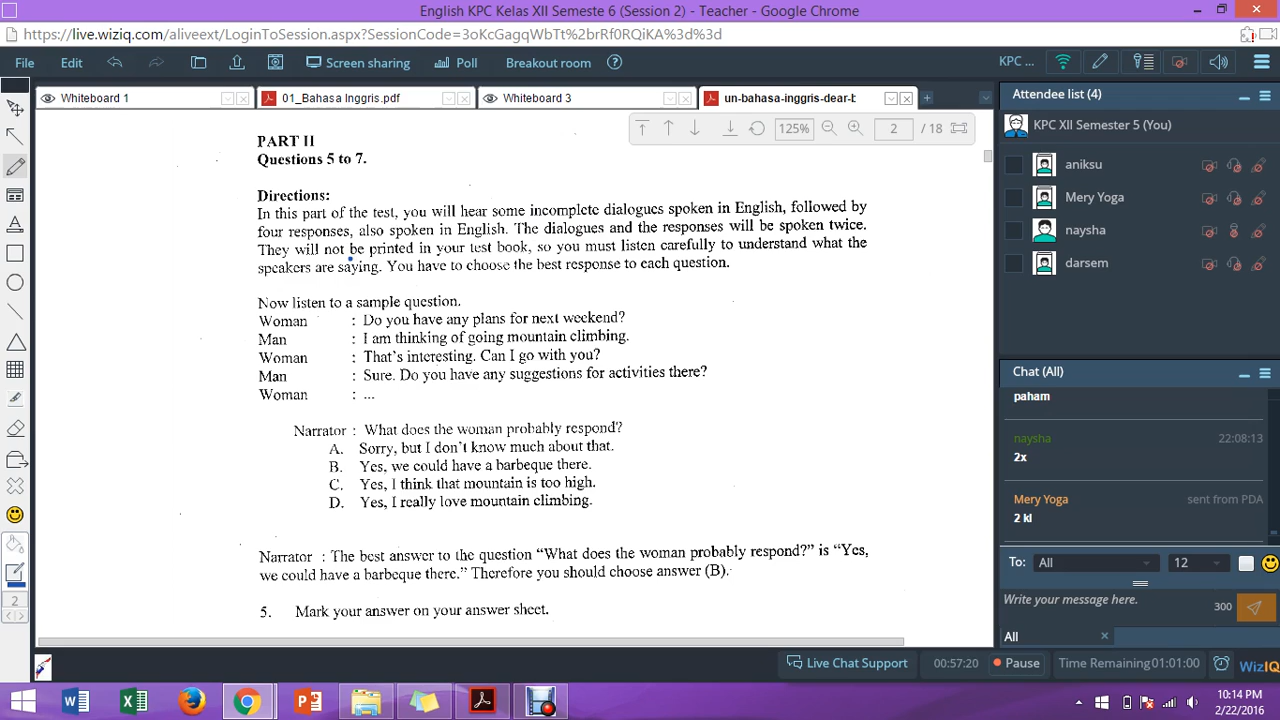 English KPC Kelas XII Semeste 6 (Session 2) - Teacher - Google Chrome
https://live.wiziq.com/aliveext/LoginToSession.aspx?SessionCode=3oKcGagqWbTt%2brRf0RQiKA%3d%3d
File Edit Screen sharing Poll Breakout room ? KPC ...
Whiteboard 1 01_Bahasa Inggris.pdf Whiteboard 3 un-bahasa-inggris-dear-b
Attendee list (4)
125% 2 / 18
KPC XII Semester 5 (You)
aniksu
Mery Yoga
naysha
darsem
PART II
Questions 5 to 7.
Directions:
In this part of the test, you will hear some incomplete dialogues spoken in English, followed by
four responses, also spoken in English. The dialogues and the responses will be spoken twice.
They will not be printed in your test book, so you must listen carefully to understand what the
speakers are saying. You have to choose the best response to each question.
Now listen to a sample question.
Woman : Do you have any plans for next weekend?
Man : I am thinking of going mountain climbing.
Woman : That's interesting. Can I go with you?
Man : Sure. Do you have any suggestions for activities there?
Woman : ...
Narrator : What does the woman probably respond?
A. Sorry, but I don't know much about that.
B. Yes, we could have a barbeque there.
C. Yes, I think that mountain is too high.
D. Yes, I really love mountain climbing.
Narrator : The best answer to the question "What does the woman probably respond?" is "Yes,
we could have a barbeque there." Therefore you should choose answer (B).
5. Mark your answer on your answer sheet.
Chat (All)
paham
naysha 22:08:13
2x
Mery Yoga sent from PDA
2 kl
To: All 12
Write your message here. 300
All
2
Live Chat Support 00:57:20 Pause Time Remaining 01:01:00 WizIQ
10:14 PM
2/22/2016